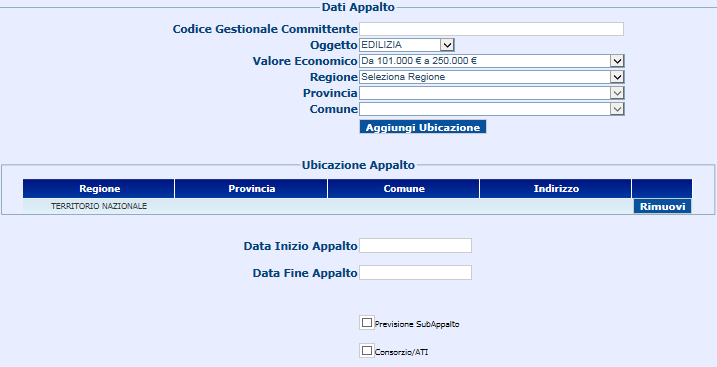 Dati Appalto
Codice Gestionale Committente
Oggetto EDILIZIA
Valore Economico Da 101.000 € a 250.000 €
Regione Seleziona Regione
Provincia
Comune
Aggiungi Ubicazione
Ubicazione Appalto
Regione Provincia Comune Indirizzo
TERRITORIO NAZIONALE Rimuovi
Data Inizio Appalto
Data Fine Appalto
Previsione SubAppalto
Consorzio/ATI